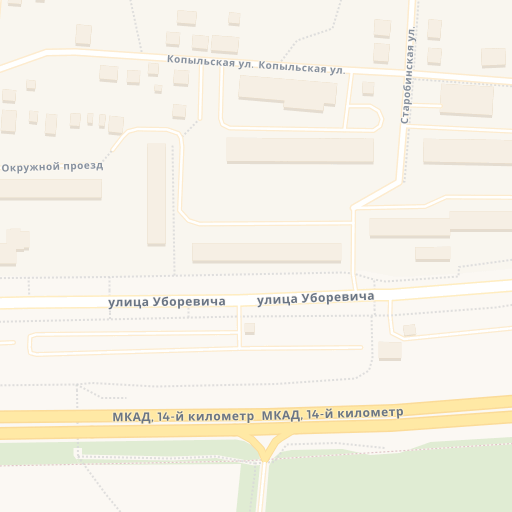 Копыльская ул. Копыльская ул.
Старобинская ул.
Окружной проезд
улица Уборевича улица Уборевича
МКАД, 14-й километр МКАД, 14-й километр